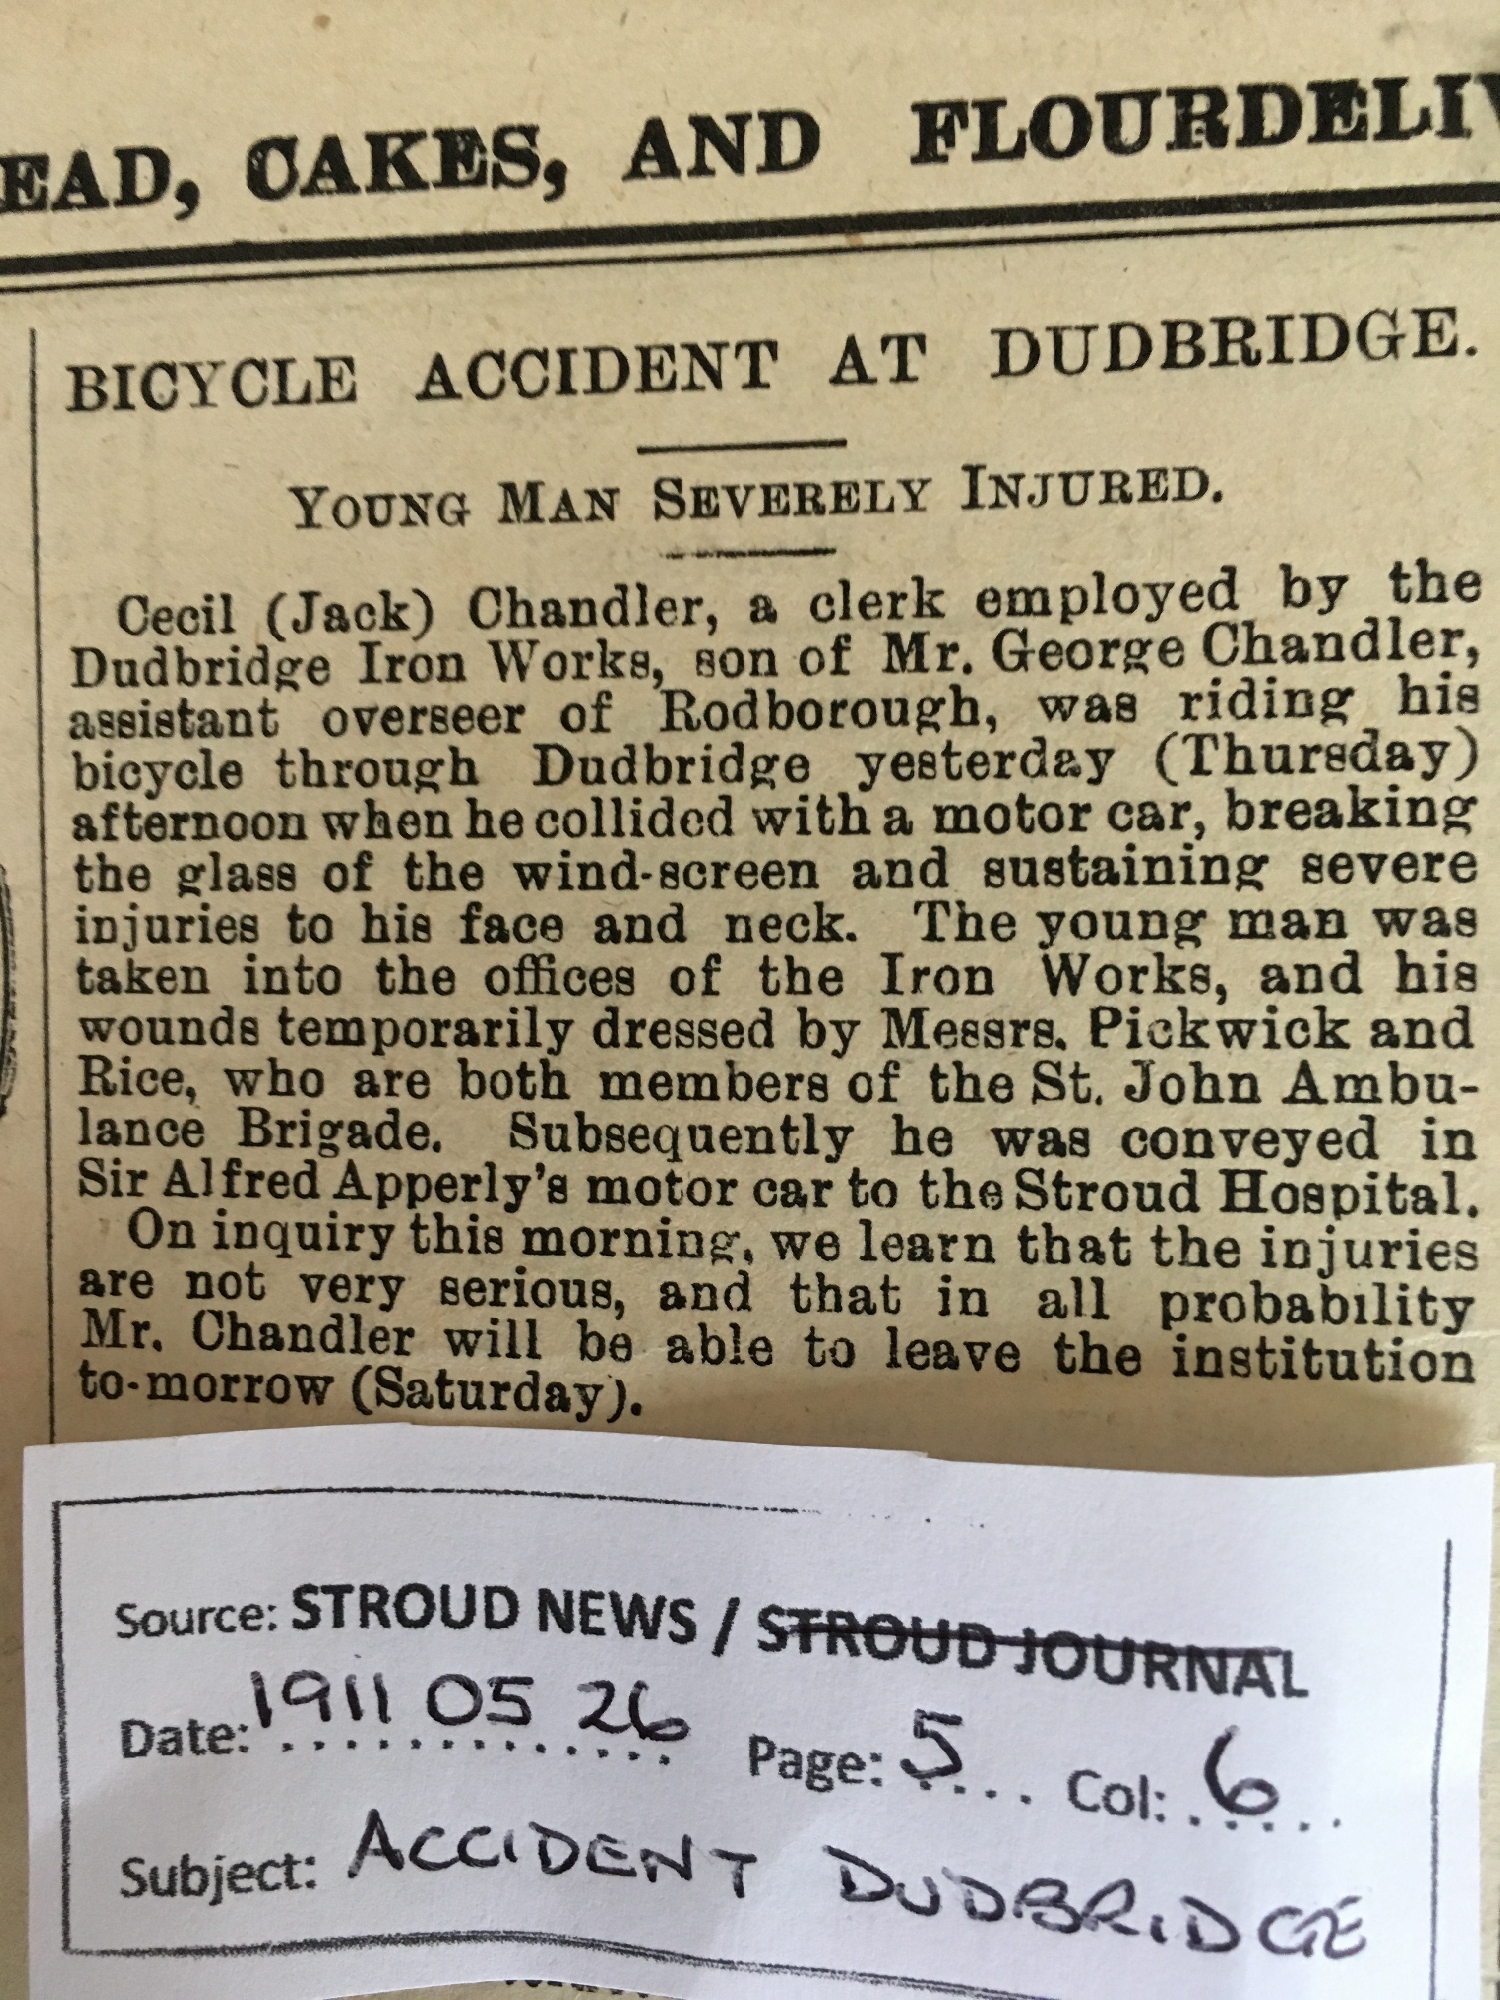 EAD, CAKES, AND FLOURDELIV
BICYCLE ACCIDENT AT DUDBRIDGE.
YOUNG MAN SEVERELY INJURED.
Cecil (Jack) Chandler, a clerk employed by the
Dudbridge Iron Works, son of Mr. George Chandler,
assistant overseer of Rodborough, was riding his
bicycle through Dudbridge yesterday (Thursday)
afternoon when he collided with a motor car, breaking
the glass of the wind-screen and sustaining severe
injuries to his face and neck. The young man was
taken into the offices of the Iron Works, and his
wounds temporarily dressed by Messrs. Pickwick and
Rice, who are both members of the St. John Ambu-
lance Brigade. Subsequently he was conveyed in
Sir Alfred Apperly's motor car to the Stroud Hospital.
On inquiry this morning, we learn that the injuries
are not very serious, and that in all probability
Mr. Chandler will be able to leave the institution
to-morrow (Saturday).
Source: STROUD NEWS / STROUD JOURNAL
Date: 1911 05 26 Page: 5 Col: 6
Subject: ACCIDENT DUDBRIDGE